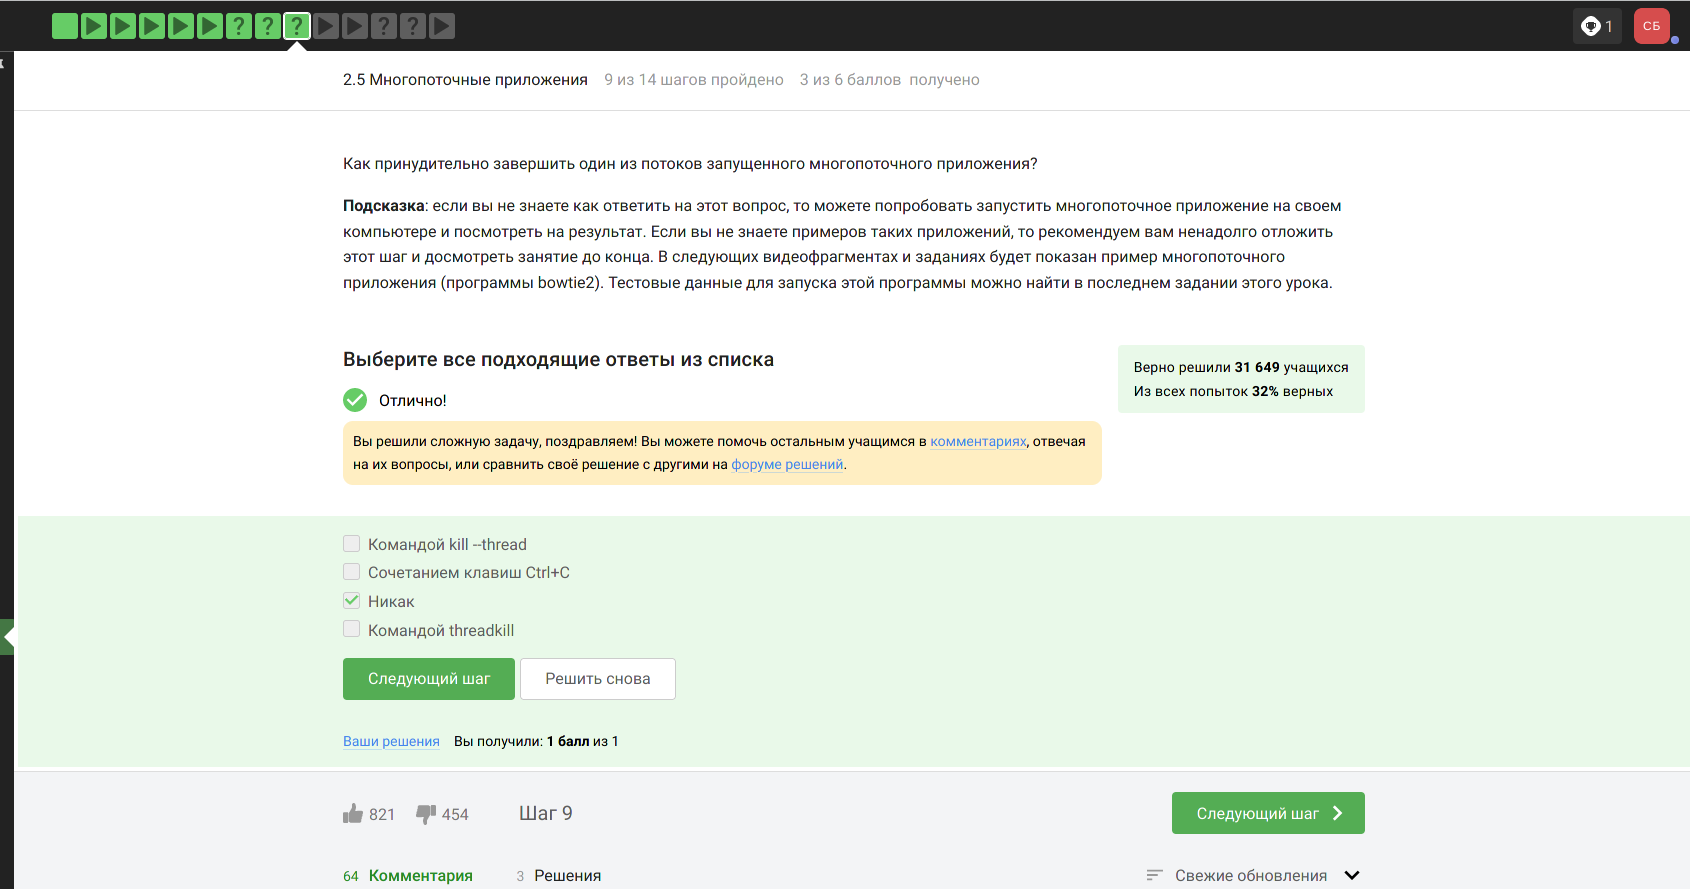 ? ? ? ? ?
1
СБ
2.5 Многопоточные приложения 9 из 14 шагов пройдено 3 из 6 баллов получено
Как принудительно завершить один из потоков запущенного многопоточного приложения?
Подсказка: если вы не знаете как ответить на этот вопрос, то можете попробовать запустить многопоточное приложение на своем
компьютере и посмотреть на результат. Если вы не знаете примеров таких приложений, то рекомендуем вам ненадолго отложить
этот шаг и досмотреть занятие до конца. В следующих видеофрагментах и заданиях будет показан пример многопоточного
приложения (программы bowtie2). Тестовые данные для запуска этой программы можно найти в последнем задании этого урока.
Выберите все подходящие ответы из списка
Верно решили 31 649 учащихся
Из всех попыток 32% верных
Отлично!
Вы решили сложную задачу, поздравляем! Вы можете помочь остальным учащимся в комментариях, отвечая
на их вопросы, или сравнить своё решение с другими на форуме решений.
Командой kill --thread
Сочетанием клавиш Ctrl+C
Никак
Командой threadkill
Следующий шаг Решить снова
Ваши решения Вы получили: 1 балл из 1
821 454 Шаг 9 Следующий шаг
64 Комментария 3 Решения Свежие обновления